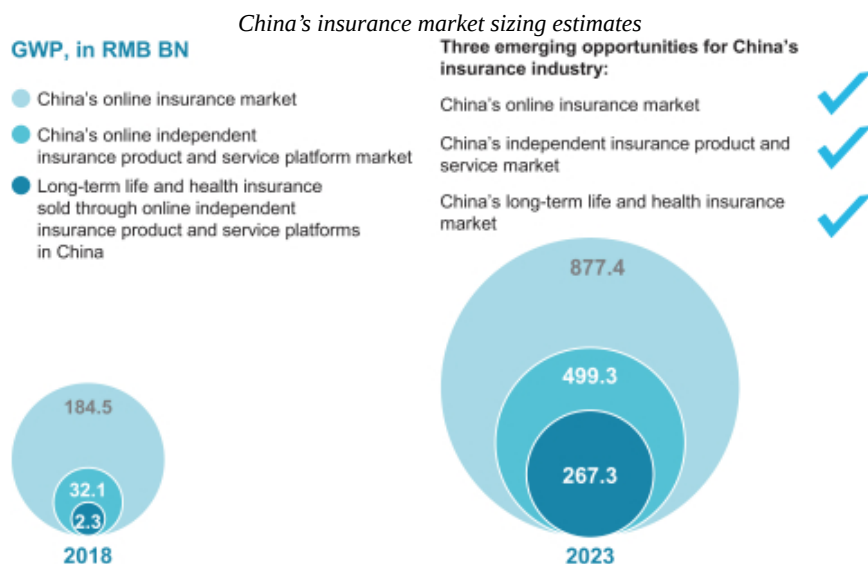 China’s insurance market sizing estimates
GWP, in RMB BN
China's online insurance market
China's online independent
insurance product and service platform market
Long-term life and health insurance
sold through online independent
insurance product and service platforms
in China
Three emerging opportunities for China's
insurance industry:
China's online insurance market
China's independent insurance product and
service market
China's long-term life and health insurance
market
184.5
32.1
2.3
2018
877.4
499.3
267.3
2023